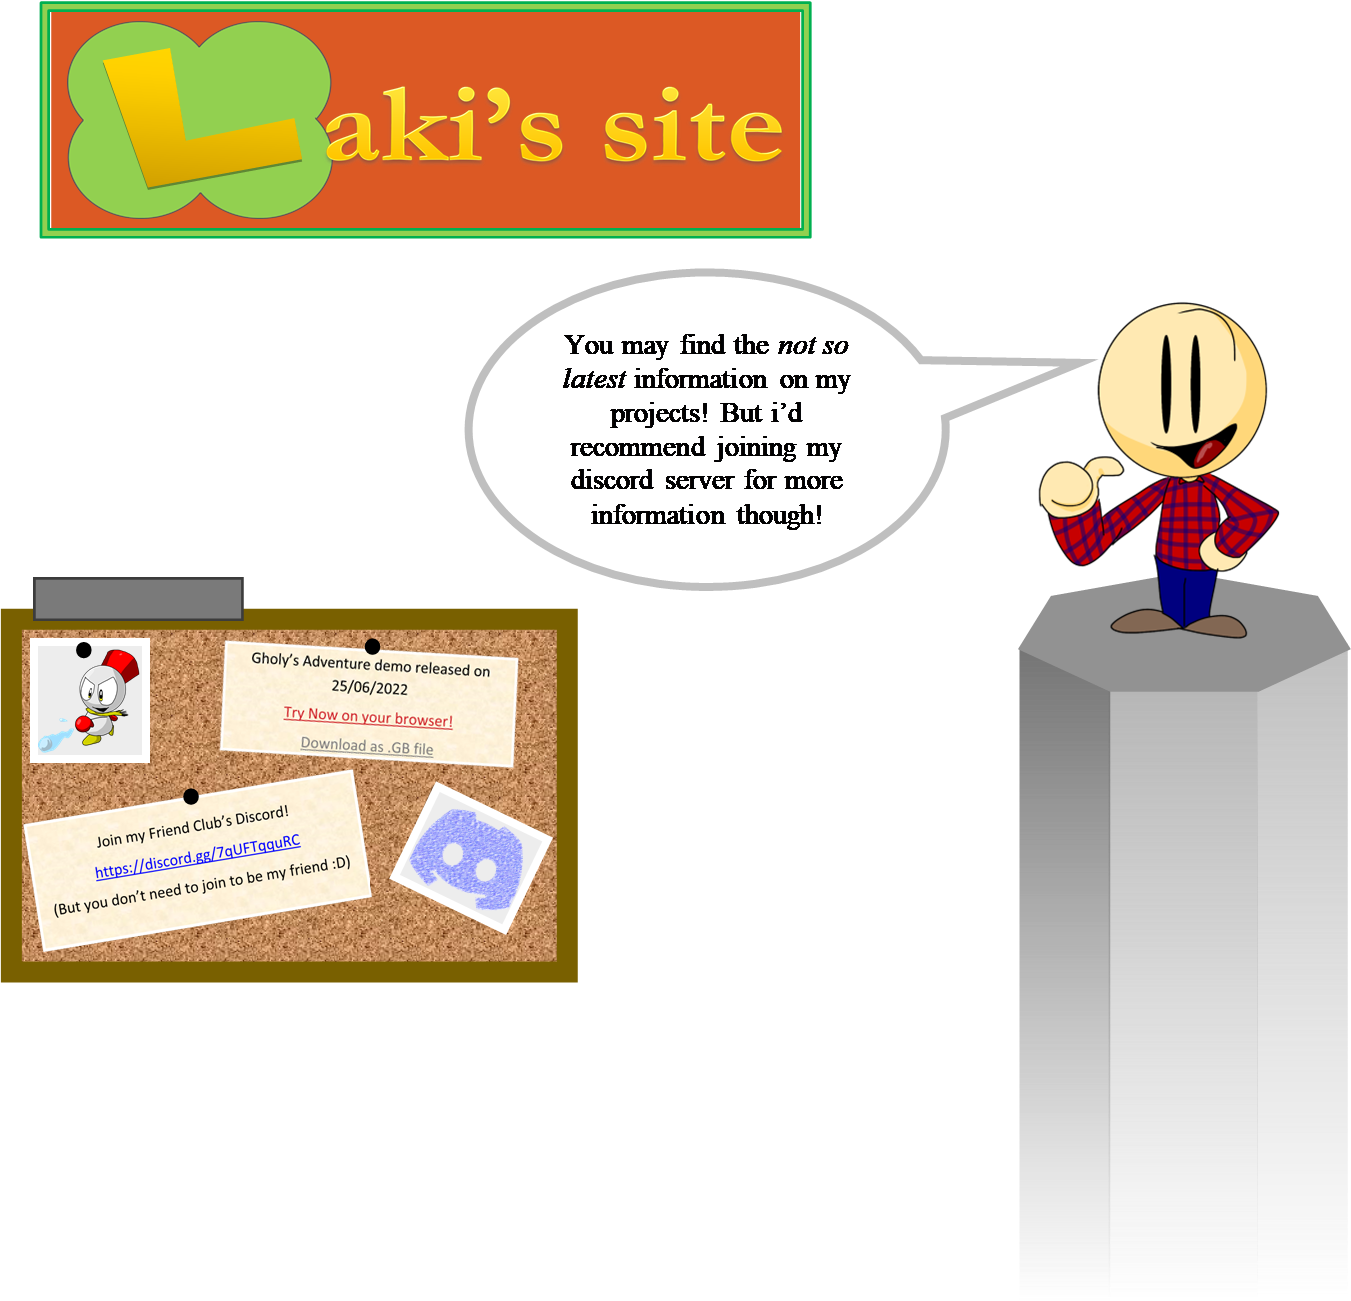 Laki’s site
You may find the not so
latest information on my
projects! But i’d
recommend joining my
discord server for more
information though!
Gholy’s Adventure demo released on
25/06/2022
Try Now on your browser!
Download as .GB file
Join my Friend Club’s Discord!
https://discord.gg/7qUFTqquRC
(But you don’t need to join to be my friend :D)